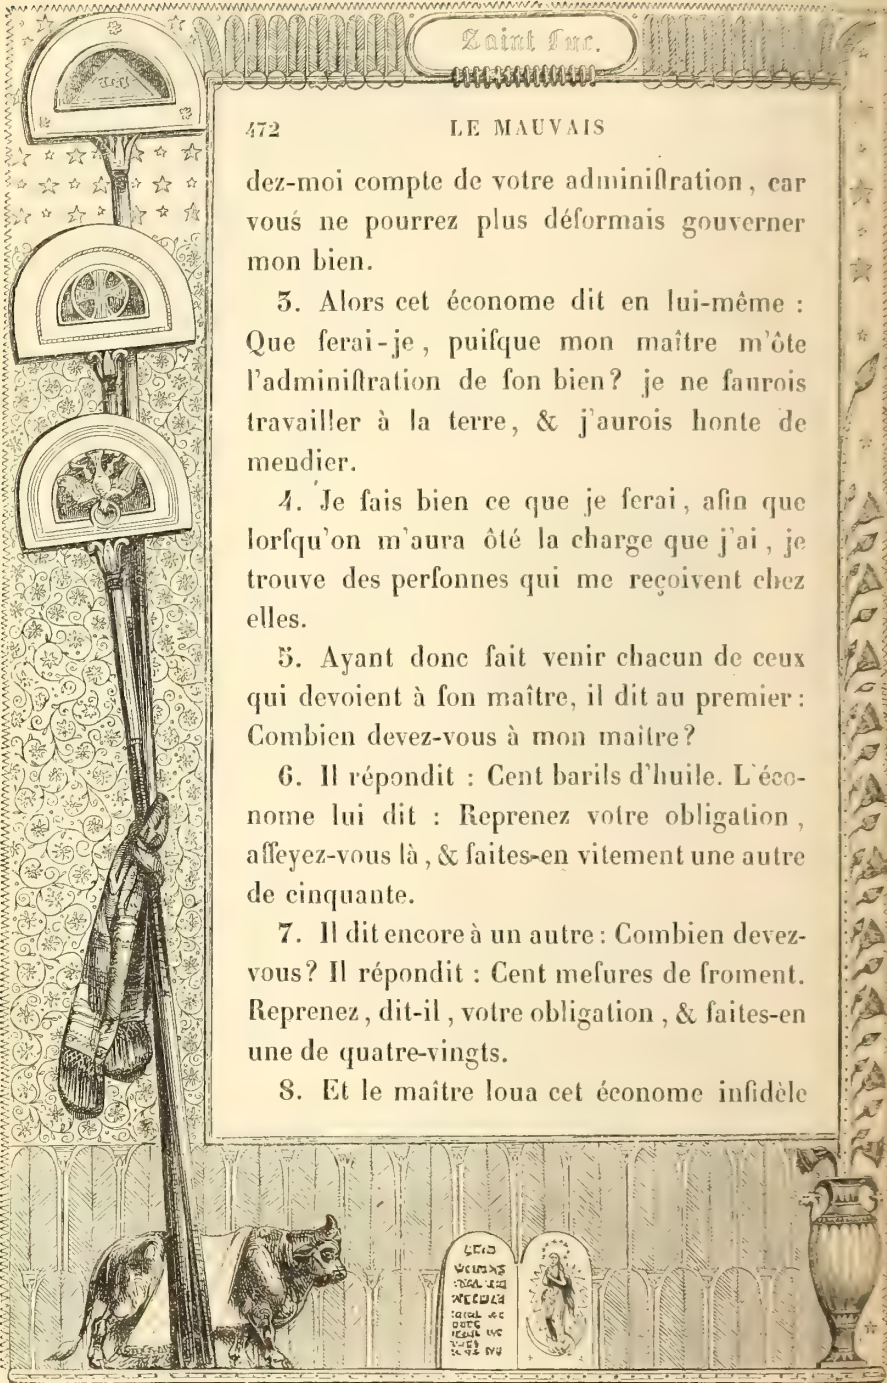 Saint Luc.
472 LE MAUVAIS
dez-moi compte de votre adminiſtration, car
vous ne pourrez plus déſormais gouverner
mon bien.
3. Alors cet économe dit en lui-même :
Que ferai-je, puiſque mon maître m'ôte
l'adminiſtration de ſon bien? je ne ſaurois
travailler à la terre, & j'aurois honte de
mendier.
4. Je ſais bien ce que je ferai, afin que
lorſqu'on m'aura ôté la charge que j'ai, je
trouve des perſonnes qui me reçoivent chez
elles.
5. Ayant donc fait venir chacun de ceux
qui devoient à ſon maître, il dit au premier :
Combien devez-vous à mon maître?
6. Il répondit : Cent barils d'huile. L'éco-
nome lui dit : Reprenez votre obligation,
aſſeyez-vous là, & faites-en vitement une autre
de cinquante.
7. Il dit encore à un autre : Combien devez-
vous? Il répondit : Cent meſures de froment.
Reprenez, dit-il, votre obligation, & faites-en
une de quatre-vingts.
8. Et le maître loua cet économe infidèle